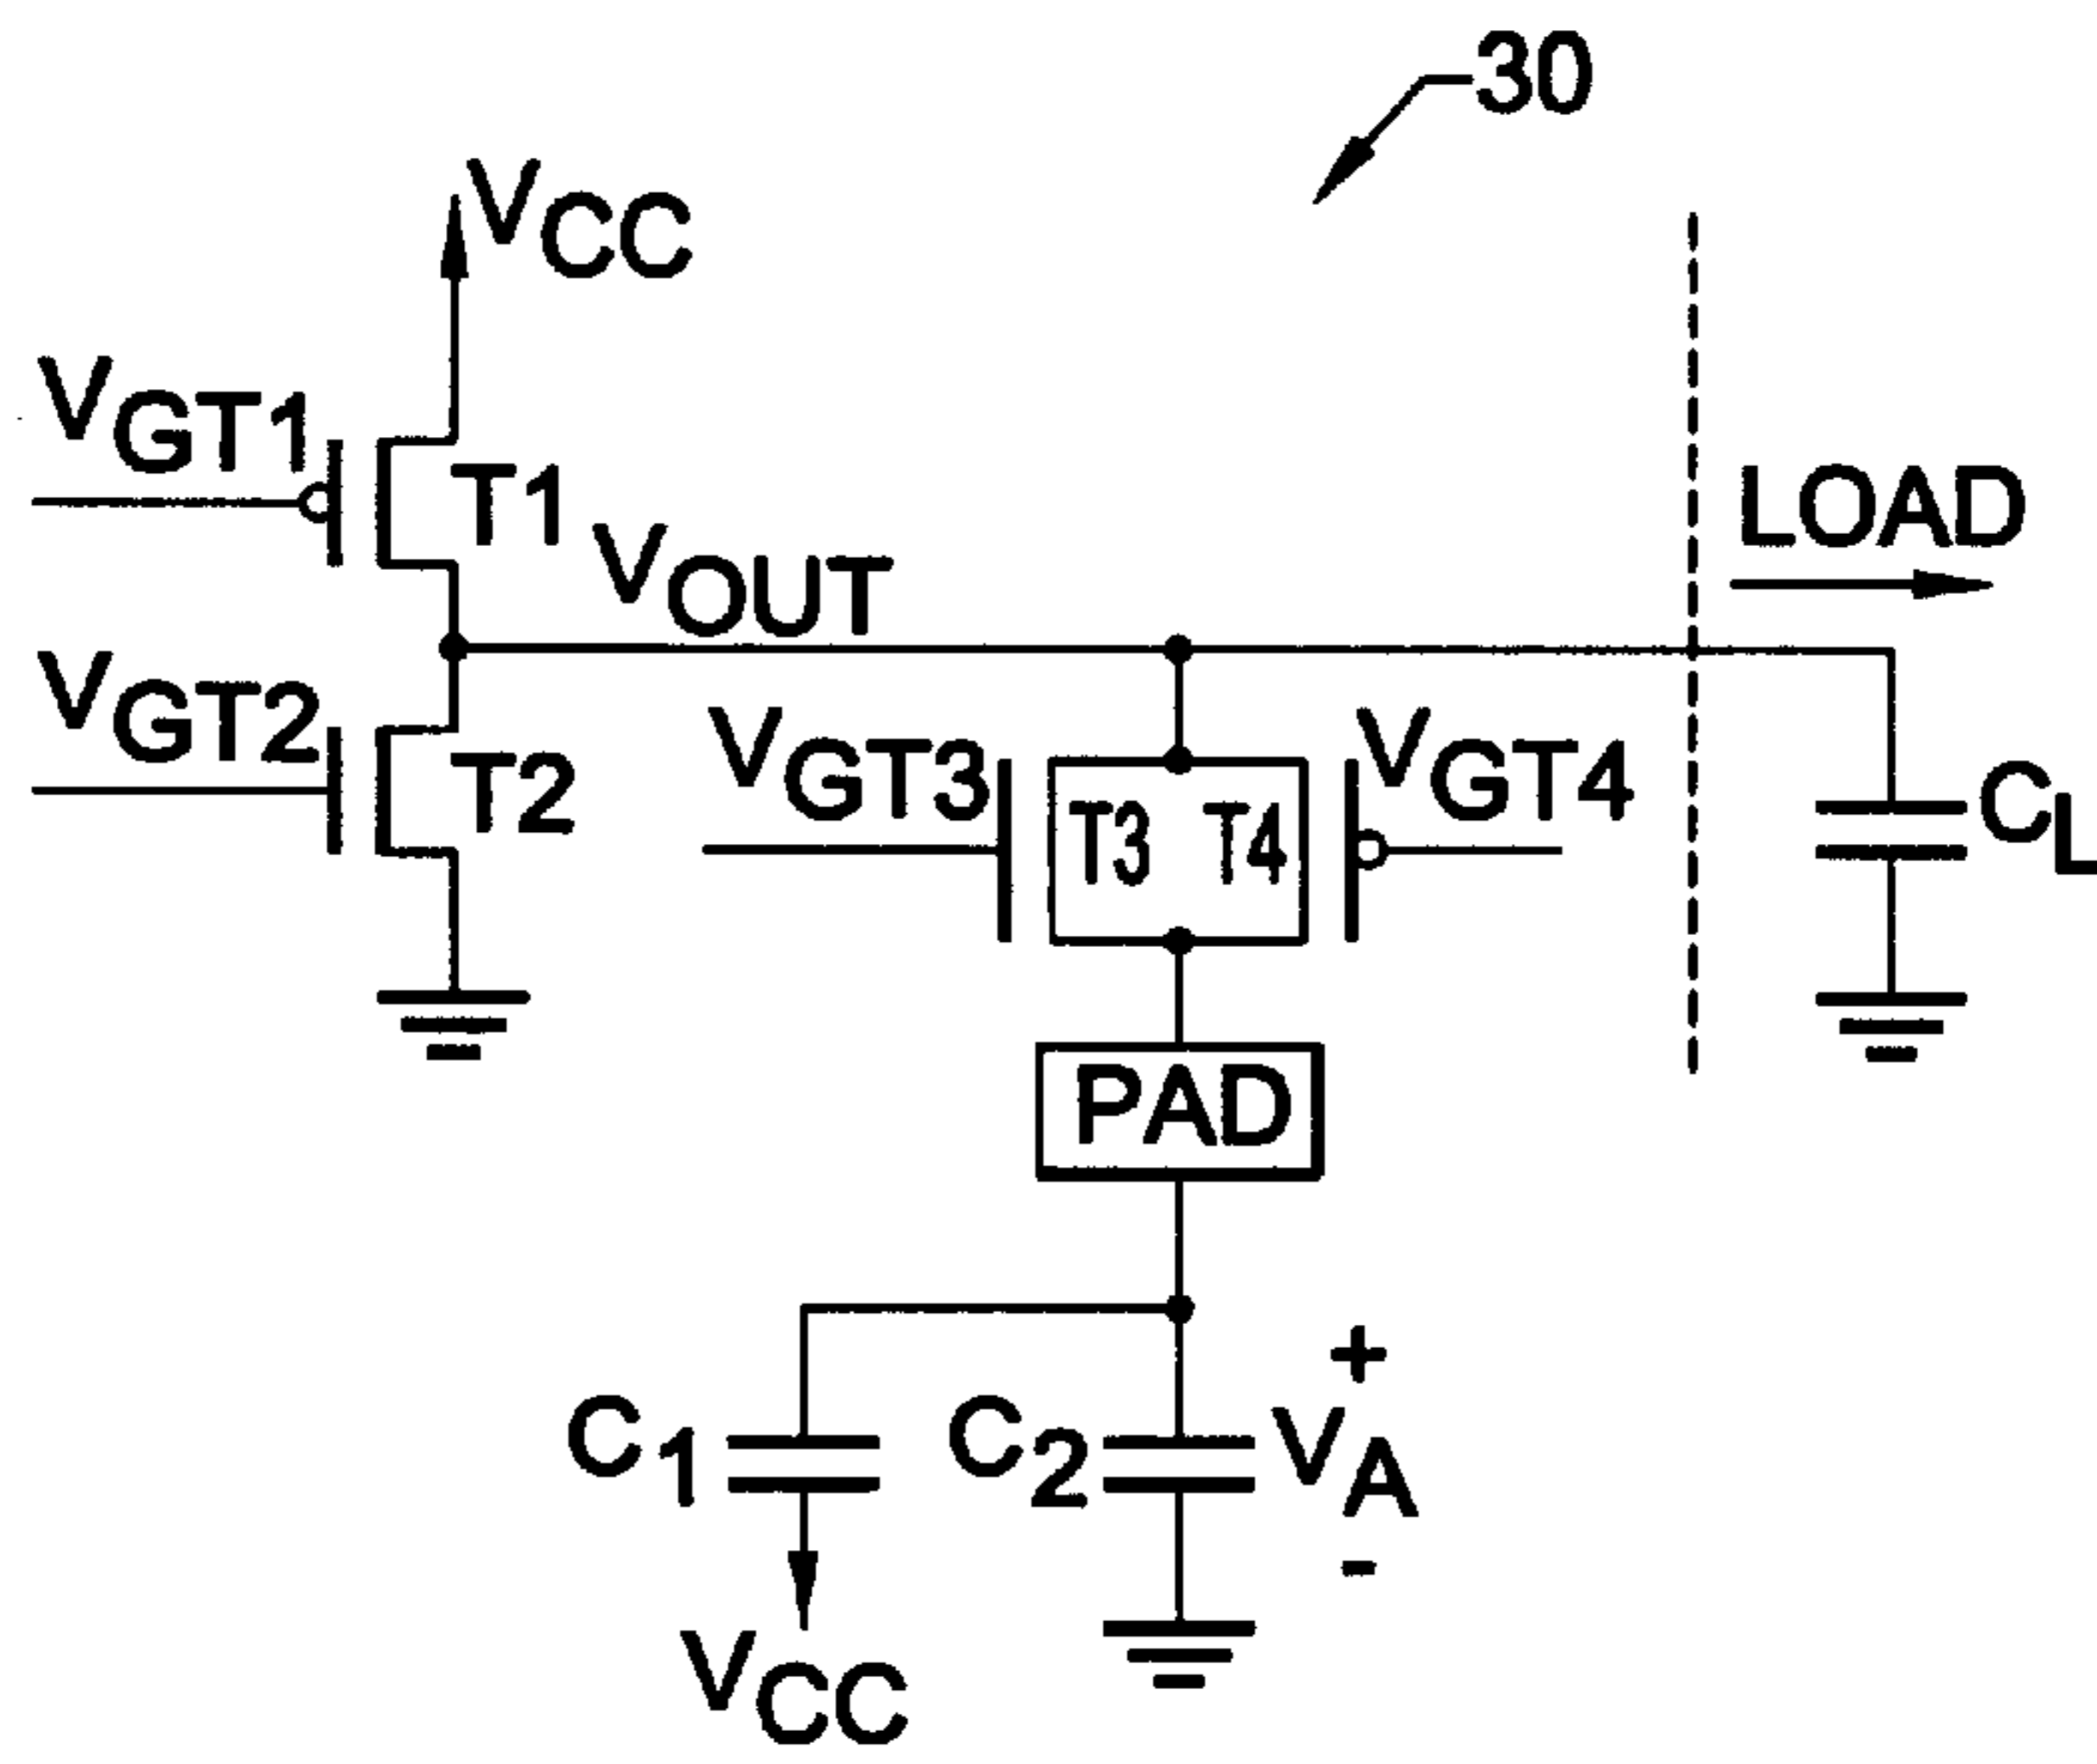 30
VCC
VGT1
T1
VOUT
LOAD
VGT2
T2
VGT3
T3
T4
VGT4
CL
PAD
+
C1
C2
VA
-
VCC